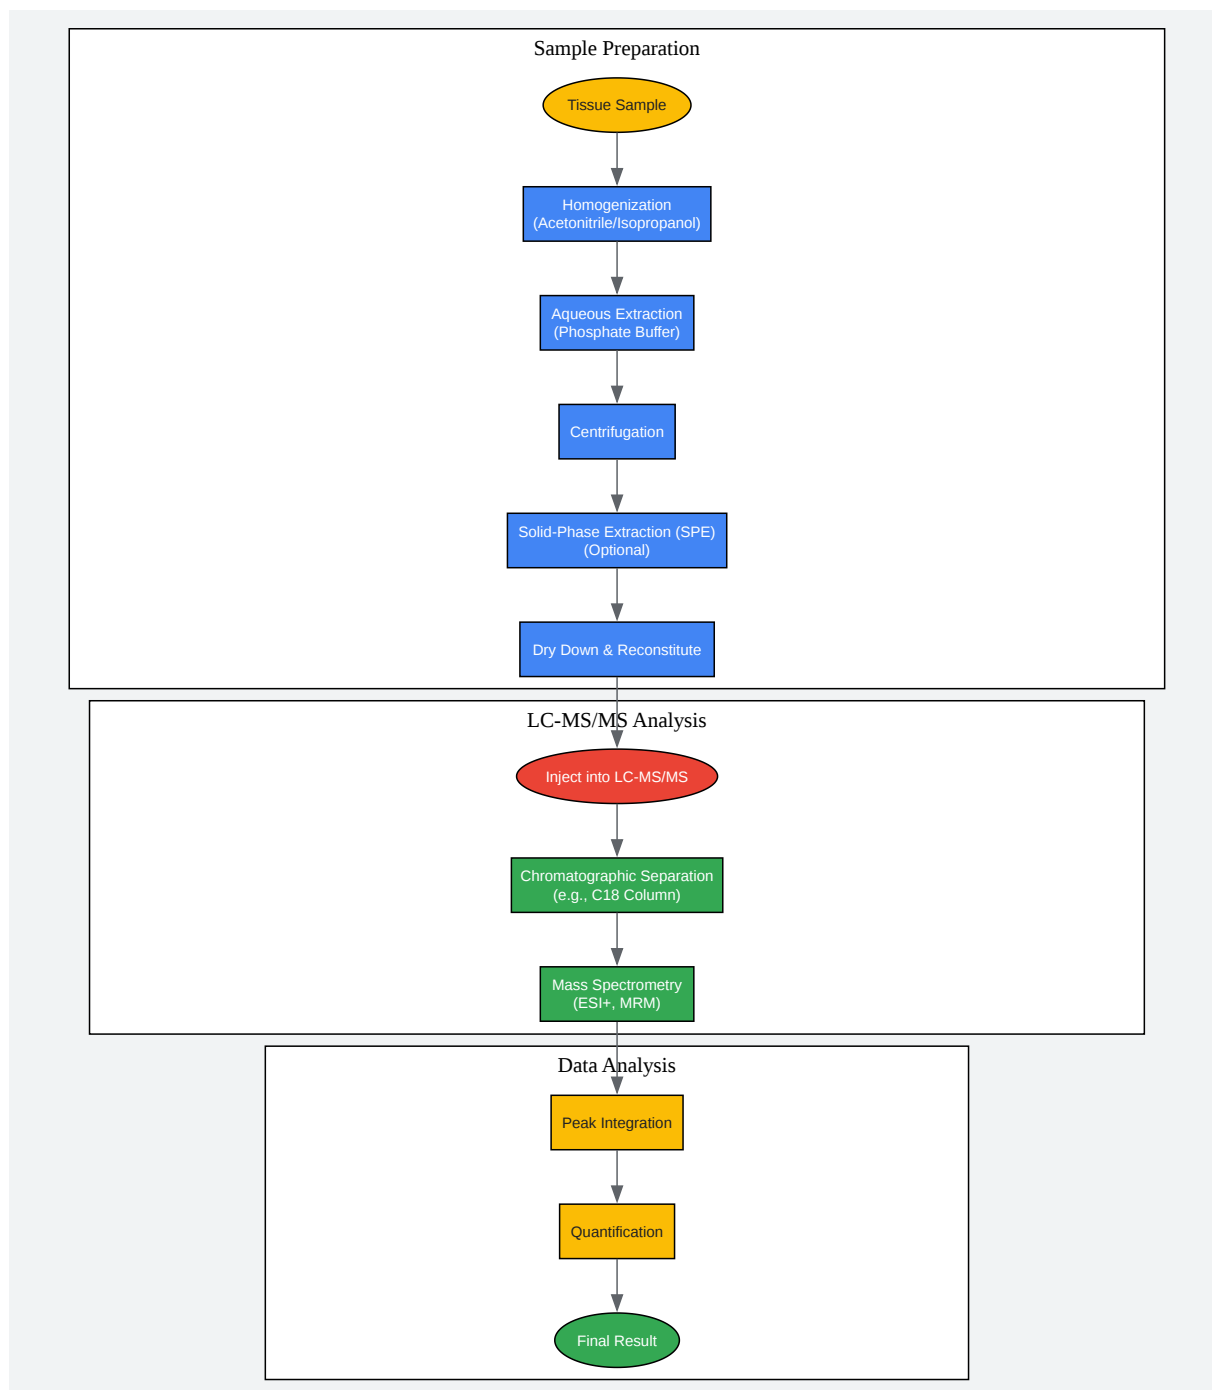 Sample Preparation
Tissue Sample
Homogenization
(Acetonitrile/Isopropanol)
Aqueous Extraction
(Phosphate Buffer)
Centrifugation
Solid-Phase Extraction (SPE)
(Optional)
Dry Down & Reconstitute
LC-MS/MS Analysis
Inject into LC-MS/MS
Chromatographic Separation
(e.g., C18 Column)
Mass Spectrometry
(ESI+, MRM)
Data Analysis
Peak Integration
Quantification
Final Result